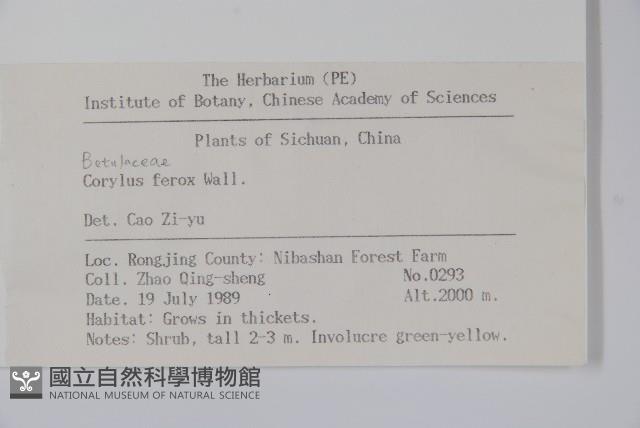 The Herbarium (PE)
Institute of Botany, Chinese Academy of Sciences
Plants of Sichuan, China
Betulaceae
Corylus ferox Wall.
Det. Cao Zi-yu
Loc. Rongjing County: Nibashan Forest Farm
Coll. Zhao Qing-sheng No.0293
Date. 19 July 1989 Alt.2000 m.
Habitat: Grows in thickets.
Notes: Shrub, tall 2-3 m. Involucre green-yellow.
國立自然科學博物館
NATIONAL MUSEUM OF NATURAL SCIENCE